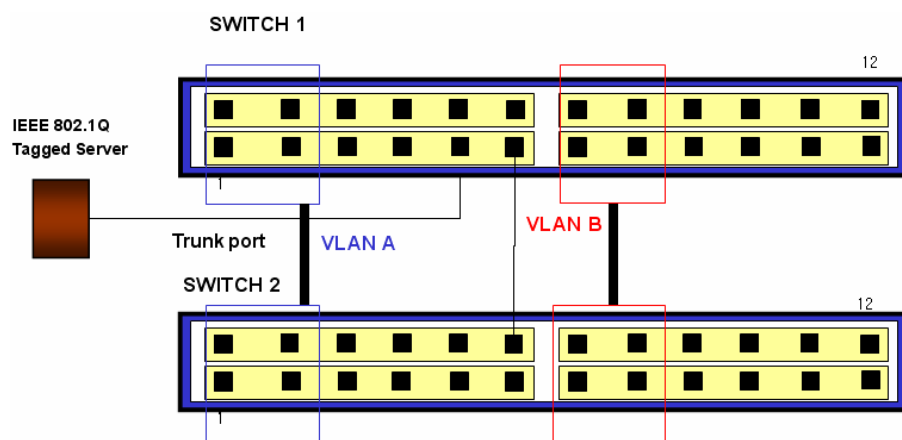 SWITCH 1
12
IEEE 802.1Q
Tagged Server
1
Trunk port
VLAN A
VLAN B
SWITCH 2
12
1